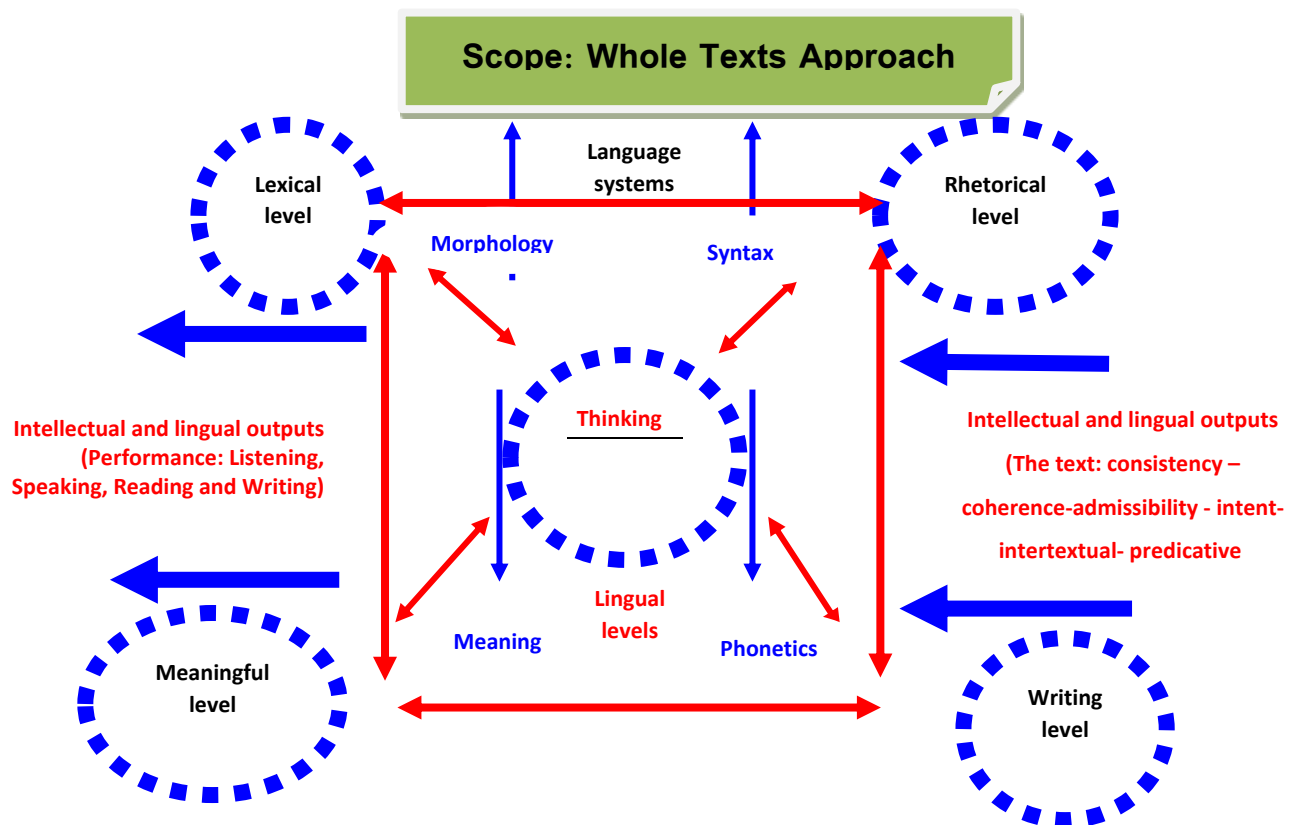 Scope: Whole Texts Approach
Language
systems
Lexical
level
Rhetorical
level
Morphology
Syntax
Thinking
Intellectual and lingual outputs
(Performance: Listening,
Speaking, Reading and Writing)
Intellectual and lingual outputs
(The text: consistency –
coherence-admissibility - intent-
intertextual- predicative
Lingual
levels
Meaning
Phonetics
Meaningful
level
Writing
level